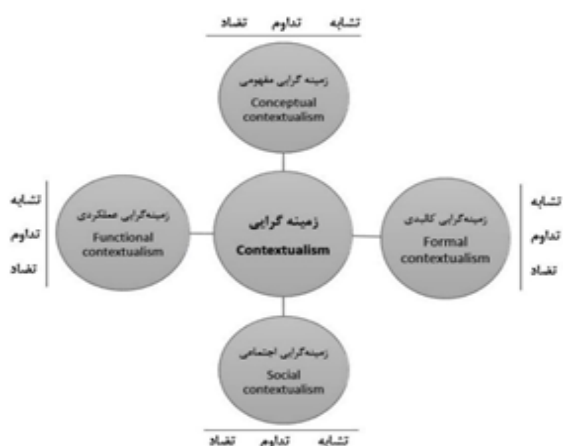 تشابه تداوم تضاد
زمینه گرایی مفهومی
Conceptual
contextualism
تشابه
تداوم
تضاد
زمینه‌گرایی کالبدی
Formal
contextualism
زمینه گرایی
Contextualism
زمینه‌گرایی عملکردی
Functional
contextualism
تشابه
تداوم
تضاد
زمینه‌گرایی اجتماعی
Social
contextualism
تشابه تداوم تضاد